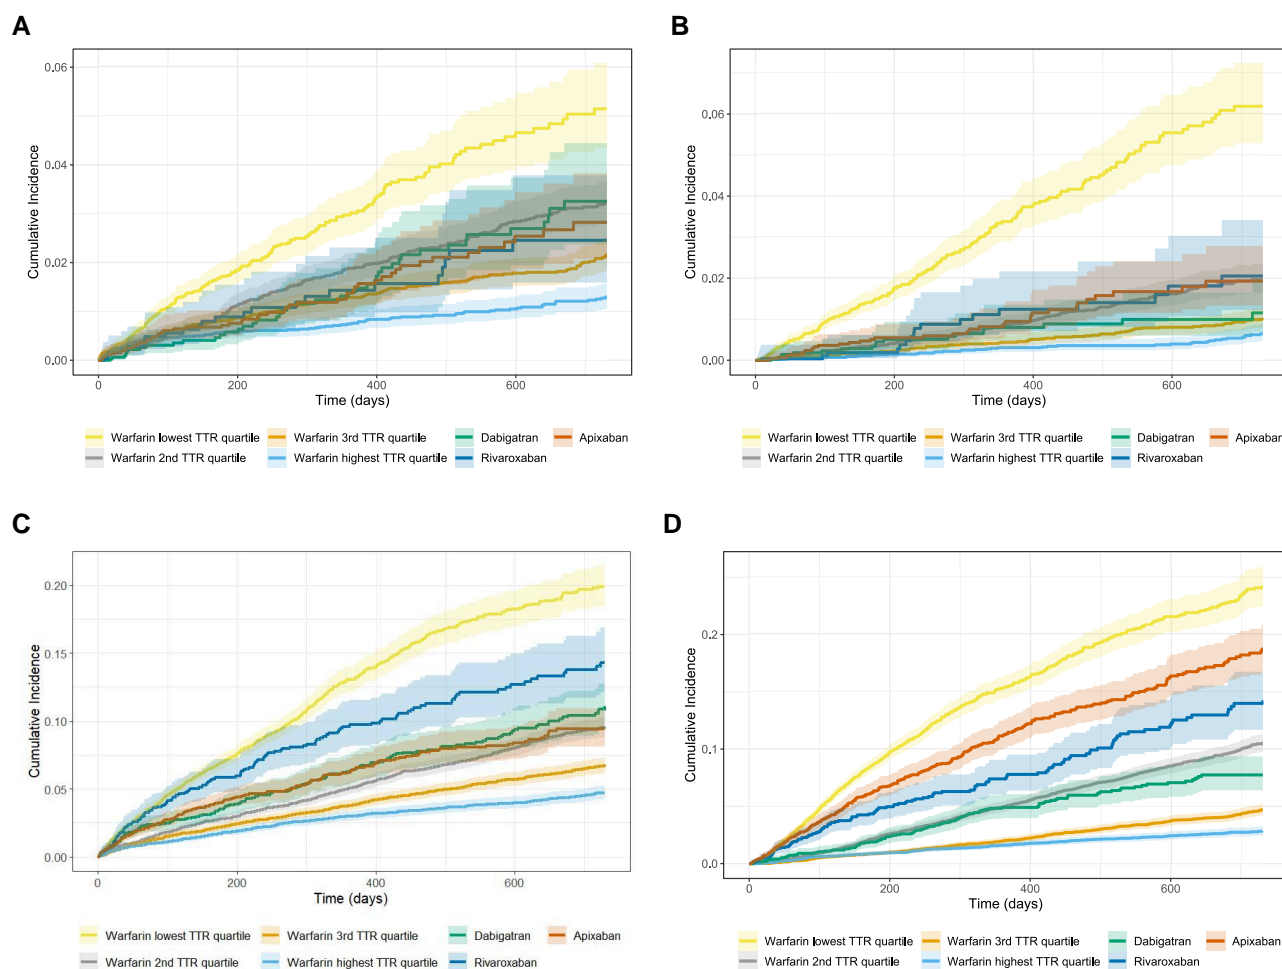 A
B
0.06
0.04
0.02
0.00
Cumulative Incidence
0
200
400
600
Time (days)
Warfarin lowest TTR quartile
Warfarin 3rd TTR quartile
Dabigatran
Apixaban
Warfarin 2nd TTR quartile
Warfarin highest TTR quartile
Rivaroxaban
0.06
0.04
0.02
0.00
Cumulative Incidence
0
200
400
600
Time (days)
Warfarin lowest TTR quartile
Warfarin 3rd TTR quartile
Dabigatran
Apixaban
Warfarin 2nd TTR quartile
Warfarin highest TTR quartile
Rivaroxaban
C
D
0.20
0.15
0.10
0.05
0.00
Cumulative Incidence
0
200
400
600
Time (days)
Warfarin lowest TTR quartile
Warfarin 3rd TTR quartile
Dabigatran
Apixaban
Warfarin 2nd TTR quartile
Warfarin highest TTR quartile
Rivaroxaban
0.2
0.1
0.0
Cumulative Incidence
0
200
400
600
Time (days)
Warfarin lowest TTR quartile
Warfarin 3rd TTR quartile
Dabigatran
Apixaban
Warfarin 2nd TTR quartile
Warfarin highest TTR quartile
Rivaroxaban